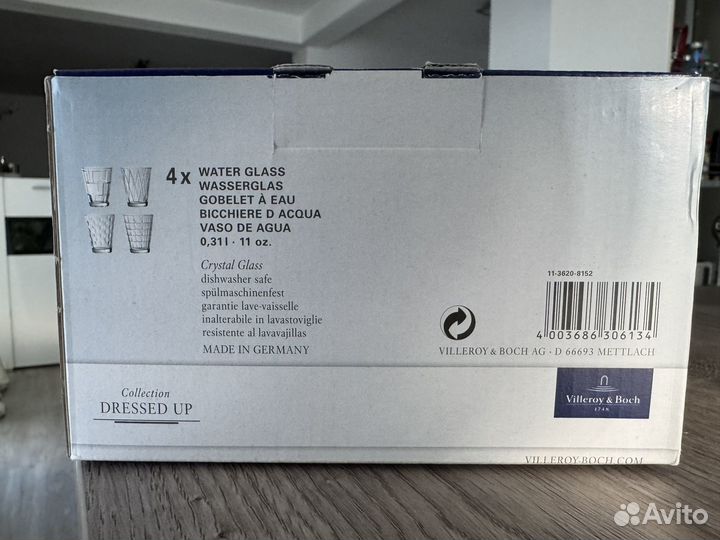 4x WATER GLASS
WASSERGLAS
GOBELET À EAU
BICCHIERE D ACQUA
VASO DE AGUA
0,31l · 11 oz.
Crystal Glass
dishwasher safe
spülmaschinenfest
garantie lave-vaisselle
inalterabile in lavastoviglie
resistente al lavavajillas
MADE IN GERMANY
11-3620-8152
4 003686 306134
VILLEROY & BOCH AG · D 66693 METTLACH
Collection
DRESSED UP
Villeroy & Boch
1748
VILLEROY-BOCH.COM
Avito